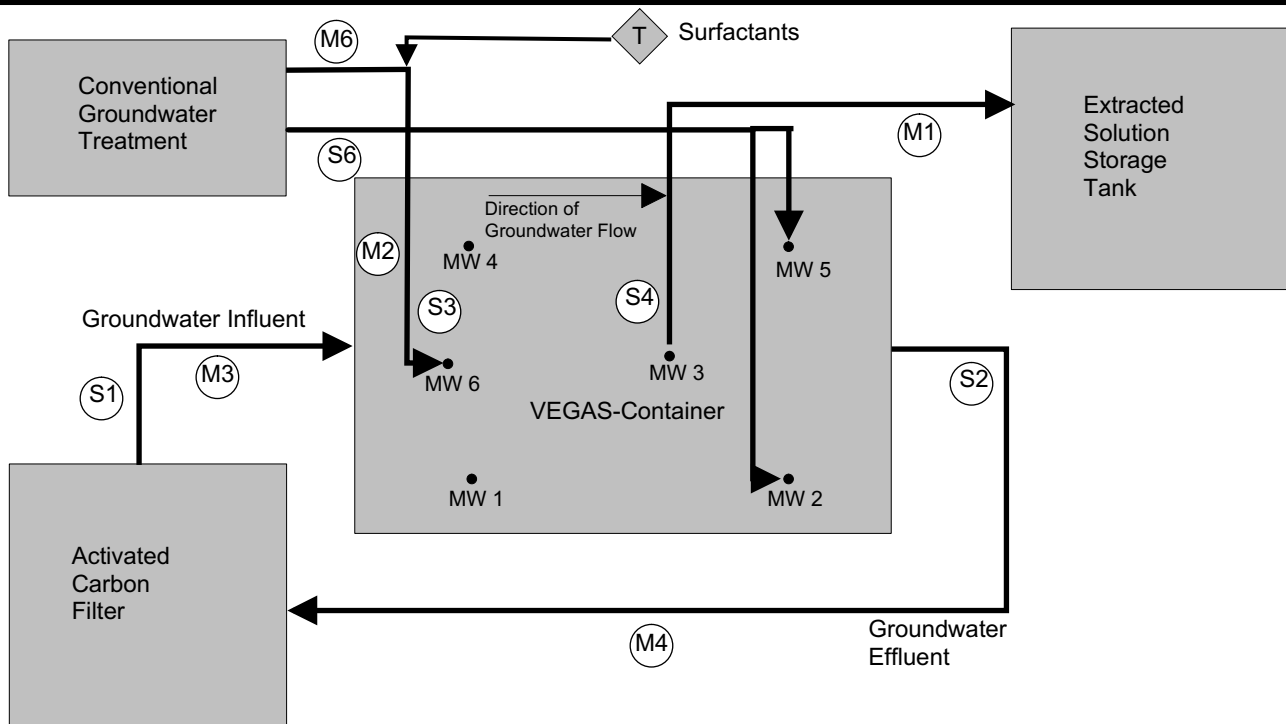 M6
T
Surfactants
Conventional
Groundwater
Treatment
Extracted
Solution
Storage
Tank
M1
S6
Direction of
Groundwater Flow
M2
MW 4
MW 5
S3
S4
Groundwater Influent
M3
S1
MW 6
MW 3
S2
VEGAS-Container
MW 1
MW 2
Activated
Carbon
Filter
M4
Groundwater
Effluent